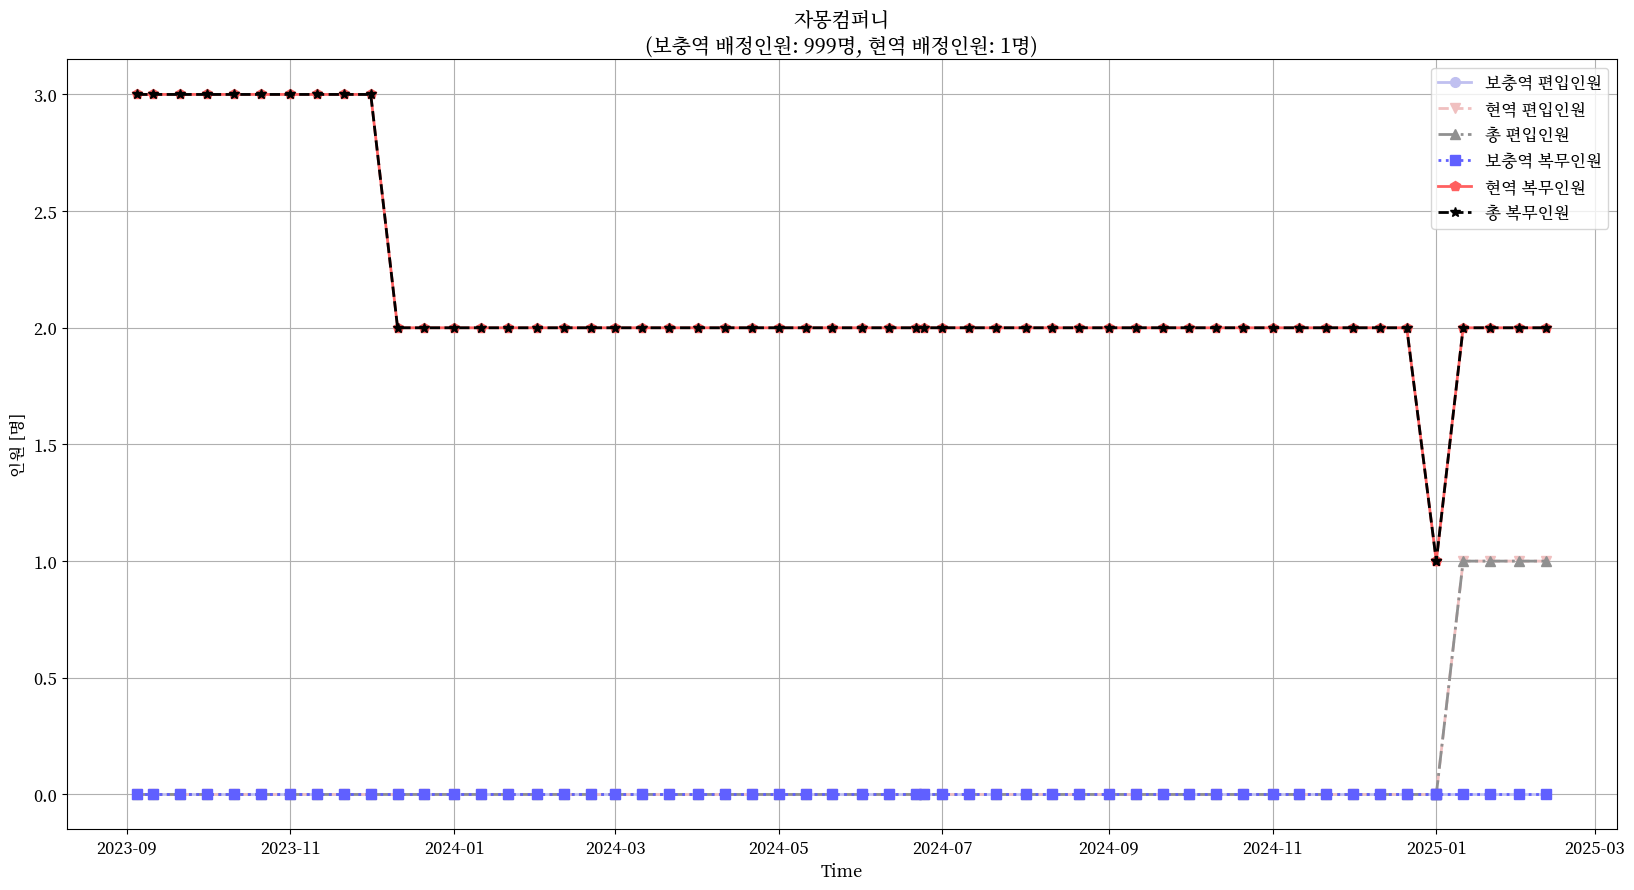 자몽컴퍼니
(보충역 배정인원: 999명, 현역 배정인원: 1명)
보충역 편입인원
현역 편입인원
총 편입인원
보충역 복무인원
현역 복무인원
총 복무인원
인원 [명]
3.0
2.5
2.0
1.5
1.0
0.5
0.0
2023-09
2023-11
2024-01
2024-03
2024-05
2024-07
2024-09
2024-11
2025-01
2025-03
Time